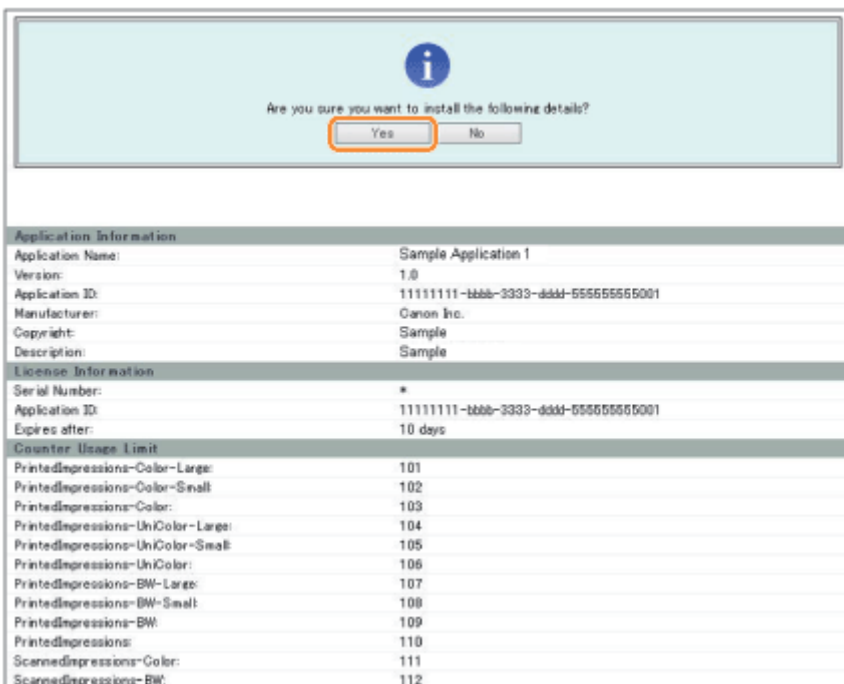 Are you sure you want to install the following details?
Yes No
Application Information
Application Name: Sample Application 1
Version: 1.0
Application ID: 11111111-bbbb-3333-dddd-555555555001
Manufacturer: Canon Inc.
Copyright: Sample
Description: Sample
License Information
Serial Number: *
Application ID: 11111111-bbbb-3333-dddd-555555555001
Expires after: 10 days
Counter Usage Limit
PrintedImpressions-Color-Large: 101
PrintedImpressions-Color-Small: 102
PrintedImpressions-Color: 103
PrintedImpressions-UniColor-Large: 104
PrintedImpressions-UniColor-Small: 105
PrintedImpressions-UniColor: 106
PrintedImpressions-BW-Large: 107
PrintedImpressions-BW-Small: 108
PrintedImpressions-BW: 109
PrintedImpressions: 110
ScannedImpressions-Color: 111
ScannedImpressions-BW: 112